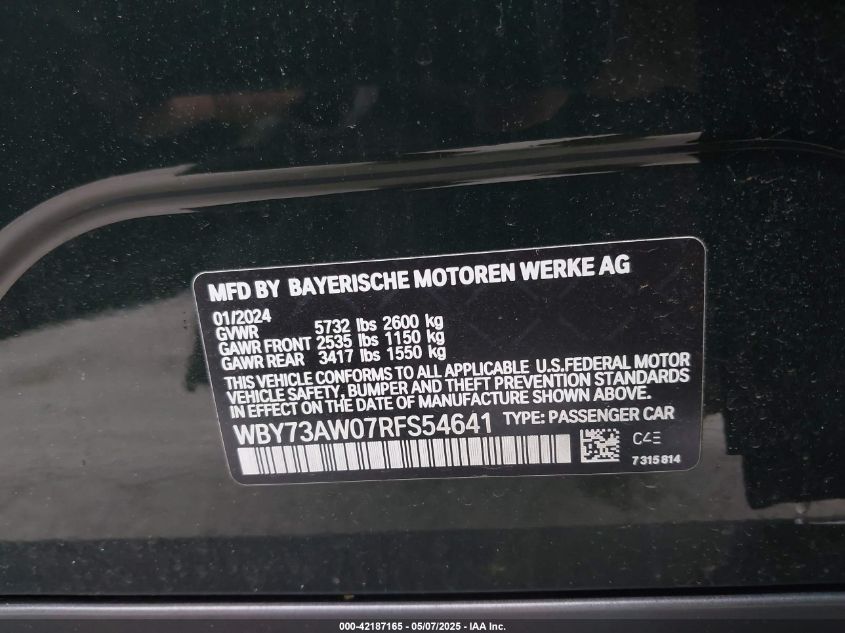 MFD BY BAYERISCHE MOTOREN WERKE AG
01/2024
GVWR 5732 lbs 2600 kg
GAWR FRONT 2535 lbs 1150 kg
GAWR REAR 3417 lbs 1550 kg
THIS VEHICLE CONFORMS TO ALL APPLICABLE U.S.FEDERAL MOTOR
VEHICLE SAFETY, BUMPER AND THEFT PREVENTION STANDARDS
IN EFFECT ON THE DATE OF MANUFACTURE SHOWN ABOVE.
WBY73AW07RFS54641 TYPE: PASSENGER CAR
C4E
7315814
000-42187165 - 05/07/2025 - IAA Inc.